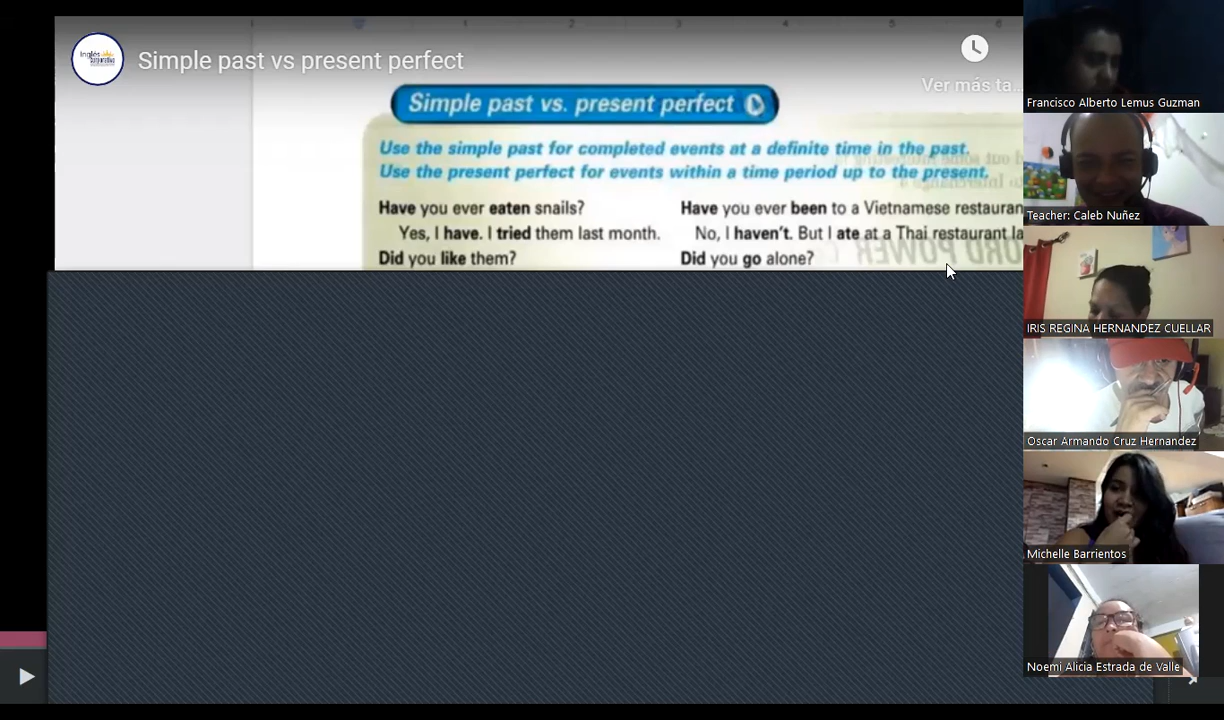 Simple past vs present perfect
Ver más ta...
Simple past vs. present perfect
Use the simple past for completed events at a definite time in the past.
Use the present perfect for events within a time period up to the present.
Have you ever eaten snails?
Yes, I have. I tried them last month.
Did you like them?
Have you ever been to a Vietnamese restauran
No, I haven't. But I ate at a Thai restaurant la
Did you go alone?
Francisco Alberto Lemus Guzman
Teacher: Caleb Nuñez
IRIS REGINA HERNANDEZ CUELLAR
Oscar Armando Cruz Hernandez
Michelle Barrientos
Noemi Alicia Estrada de Valle